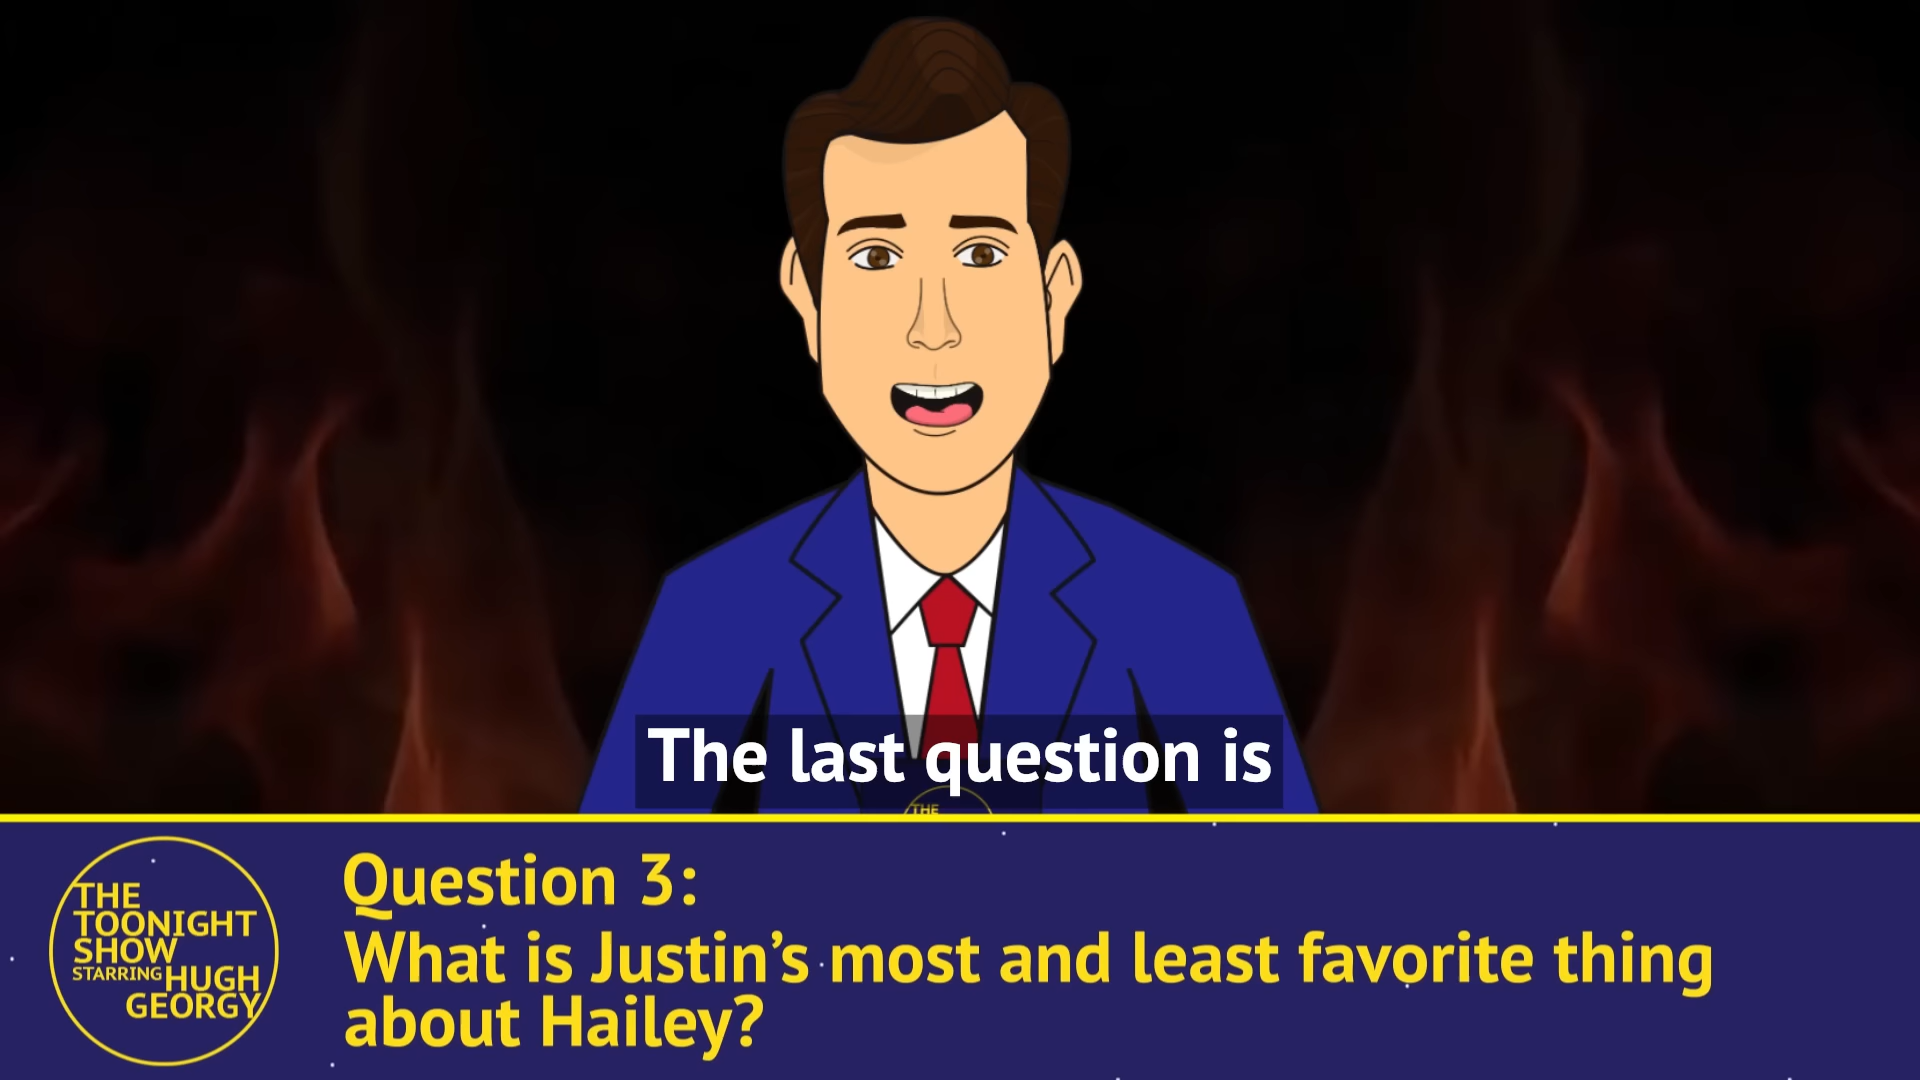 The last question is
THE
THE
TOONIGHT
SHOW
STARRING HUGH
GEORGY
Question 3:
What is Justin’s most and least favorite thing
about Hailey?